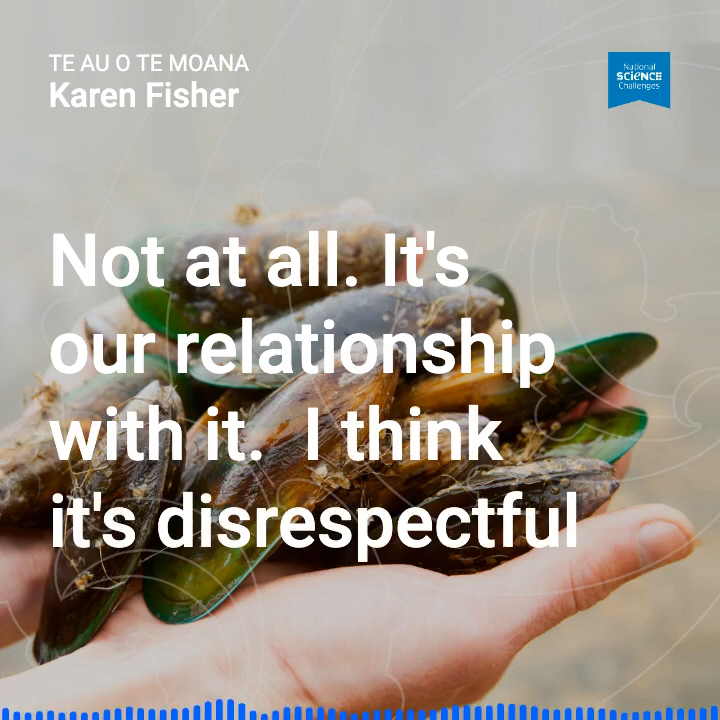 TE AU O TE MOANA
Karen Fisher
National
SCIENCE
Challenges
Not at all. It's
our relationship
with it.  I think
it's disrespectful